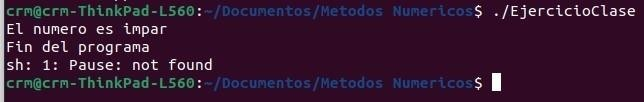 crm@crm-ThinkPad-L560:~/Documentos/Metodos Numericos$ ./EjercicioClase
El numero es impar
Fin del programa
sh: 1: Pause: not found
crm@crm-ThinkPad-L560:~/Documentos/Metodos Numericos$